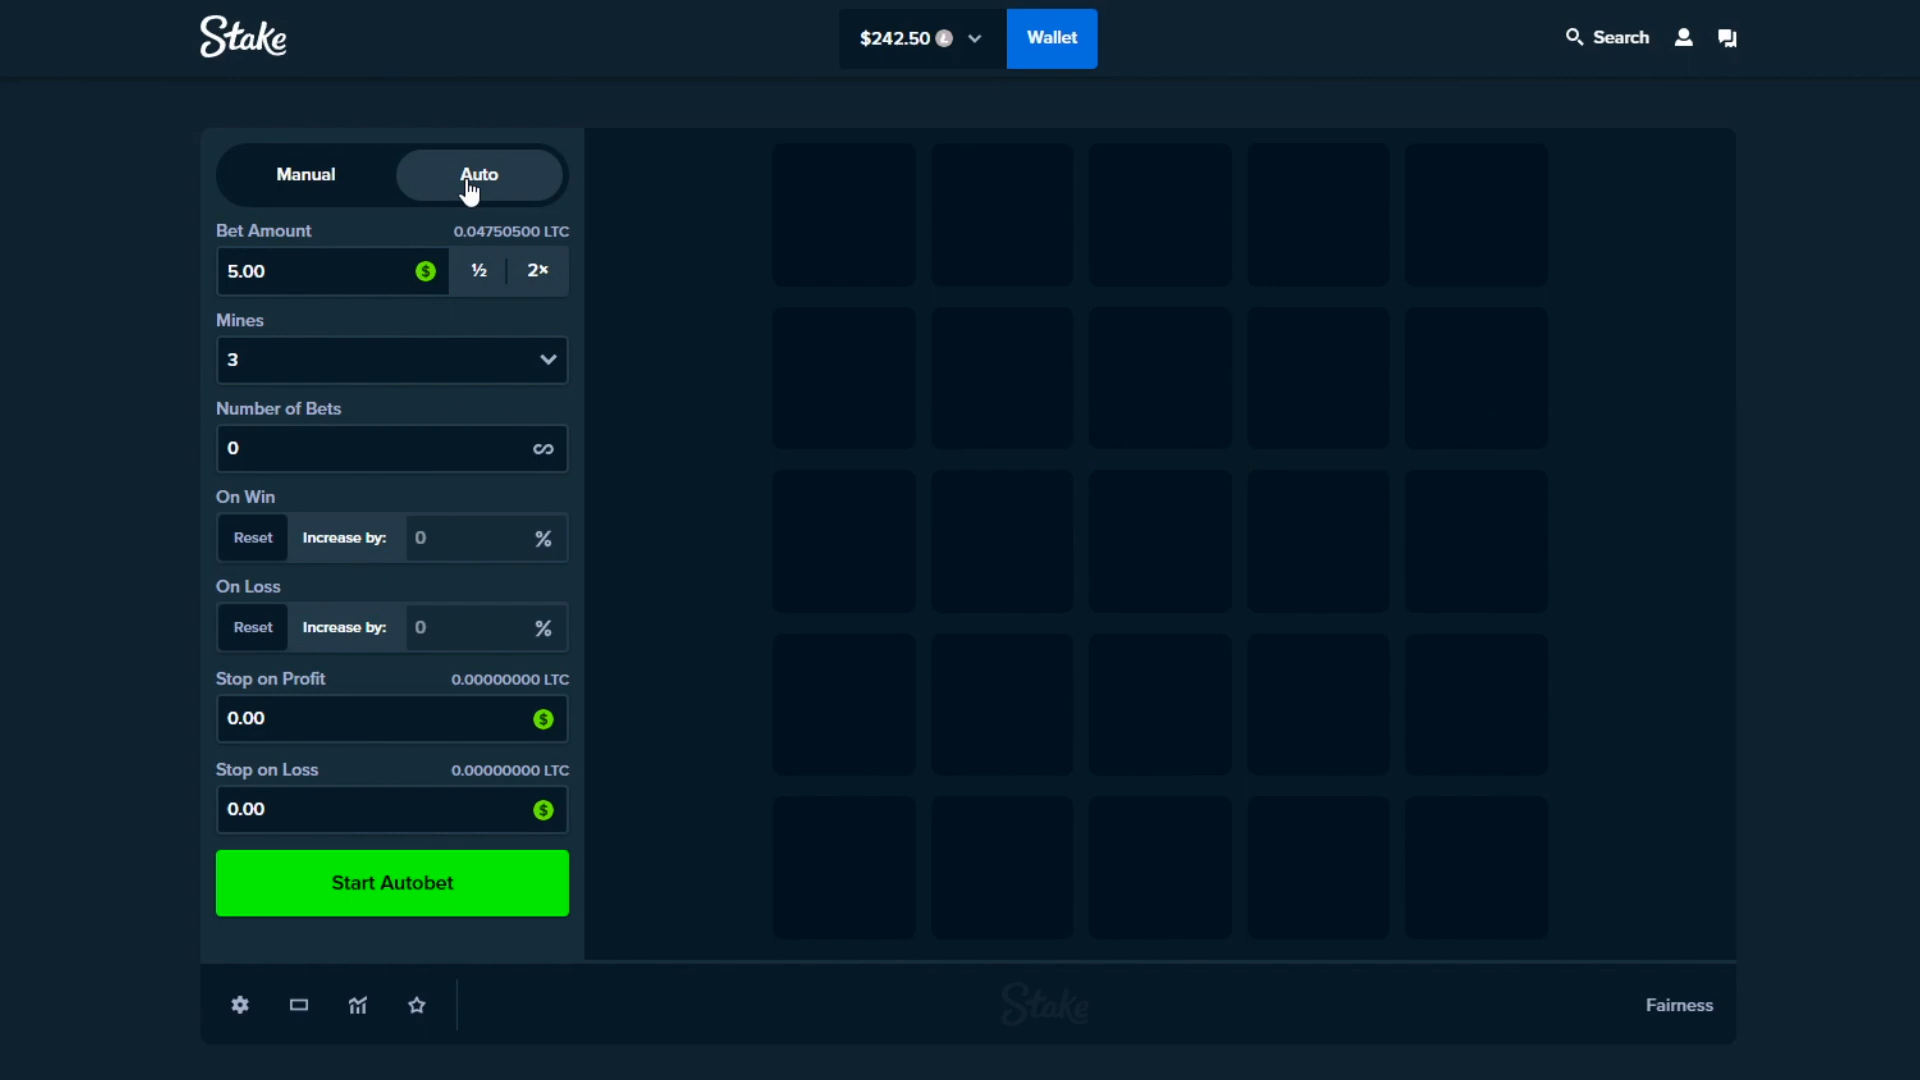 Stake
$242.50
Wallet
Search
Manual
Auto
Bet Amount
0.04750500 LTC
5.00
$
½
2×
Mines
3
Number of Bets
0
∞
On Win
Reset
Increase by:
0
%
On Loss
Reset
Increase by:
0
%
Stop on Profit
0.00000000 LTC
0.00
$
Stop on Loss
0.00000000 LTC
0.00
$
Start Autobet
Stake
Fairness